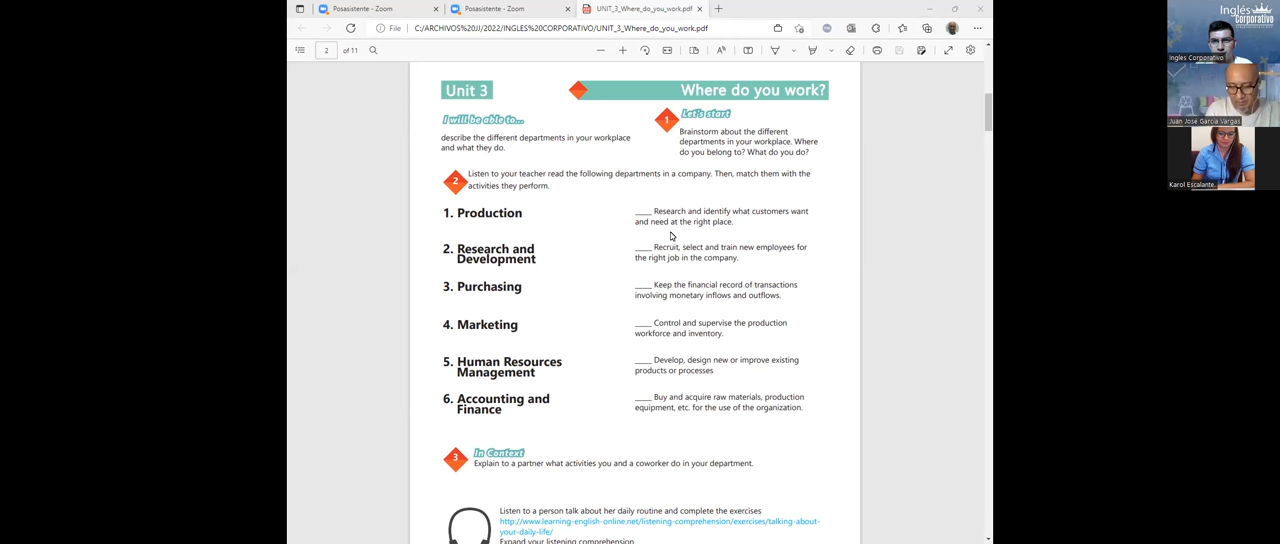 Posasistente - Zoom
Posasistente - Zoom
UNIT_3_Where_do_you_work.pdf
File
C:/ARCHIVOS%20JJ/2022/INGLES%20CORPORATIVO/UNIT_3_Where_do_you_work.pdf
2 of 11
Unit 3
Where do you work?
I will be able to...
describe the different departments in your workplace
and what they do.
1
Let's start
Brainstorm about the different
departments in your workplace. Where
do you belong to? What do you do?
2
Listen to your teacher read the following departments in a company. Then, match them with the
activities they perform.
1. Production
____ Research and identify what customers want
and need at the right place.
2. Research and
Development
____ Recruit, select and train new employees for
the right job in the company.
3. Purchasing
____ Keep the financial record of transactions
involving monetary inflows and outflows.
4. Marketing
____ Control and supervise the production
workforce and inventory.
5. Human Resources
Management
____ Develop, design new or improve existing
products or processes
6. Accounting and
Finance
____ Buy and acquire raw materials, production
equipment, etc. for the use of the organization.
3
In Context
Explain to a partner what activities you and a coworker do in your department.
Listen to a person talk about her daily routine and complete the exercises
http://www.learning-english-online.net/listening-comprehension/exercises/talking-about-
your-daily-life/
Expand your listening comprehension
Inglés
Corporativo
Ingles Corporativo
Juan José García Vargas
Karol Escalante.